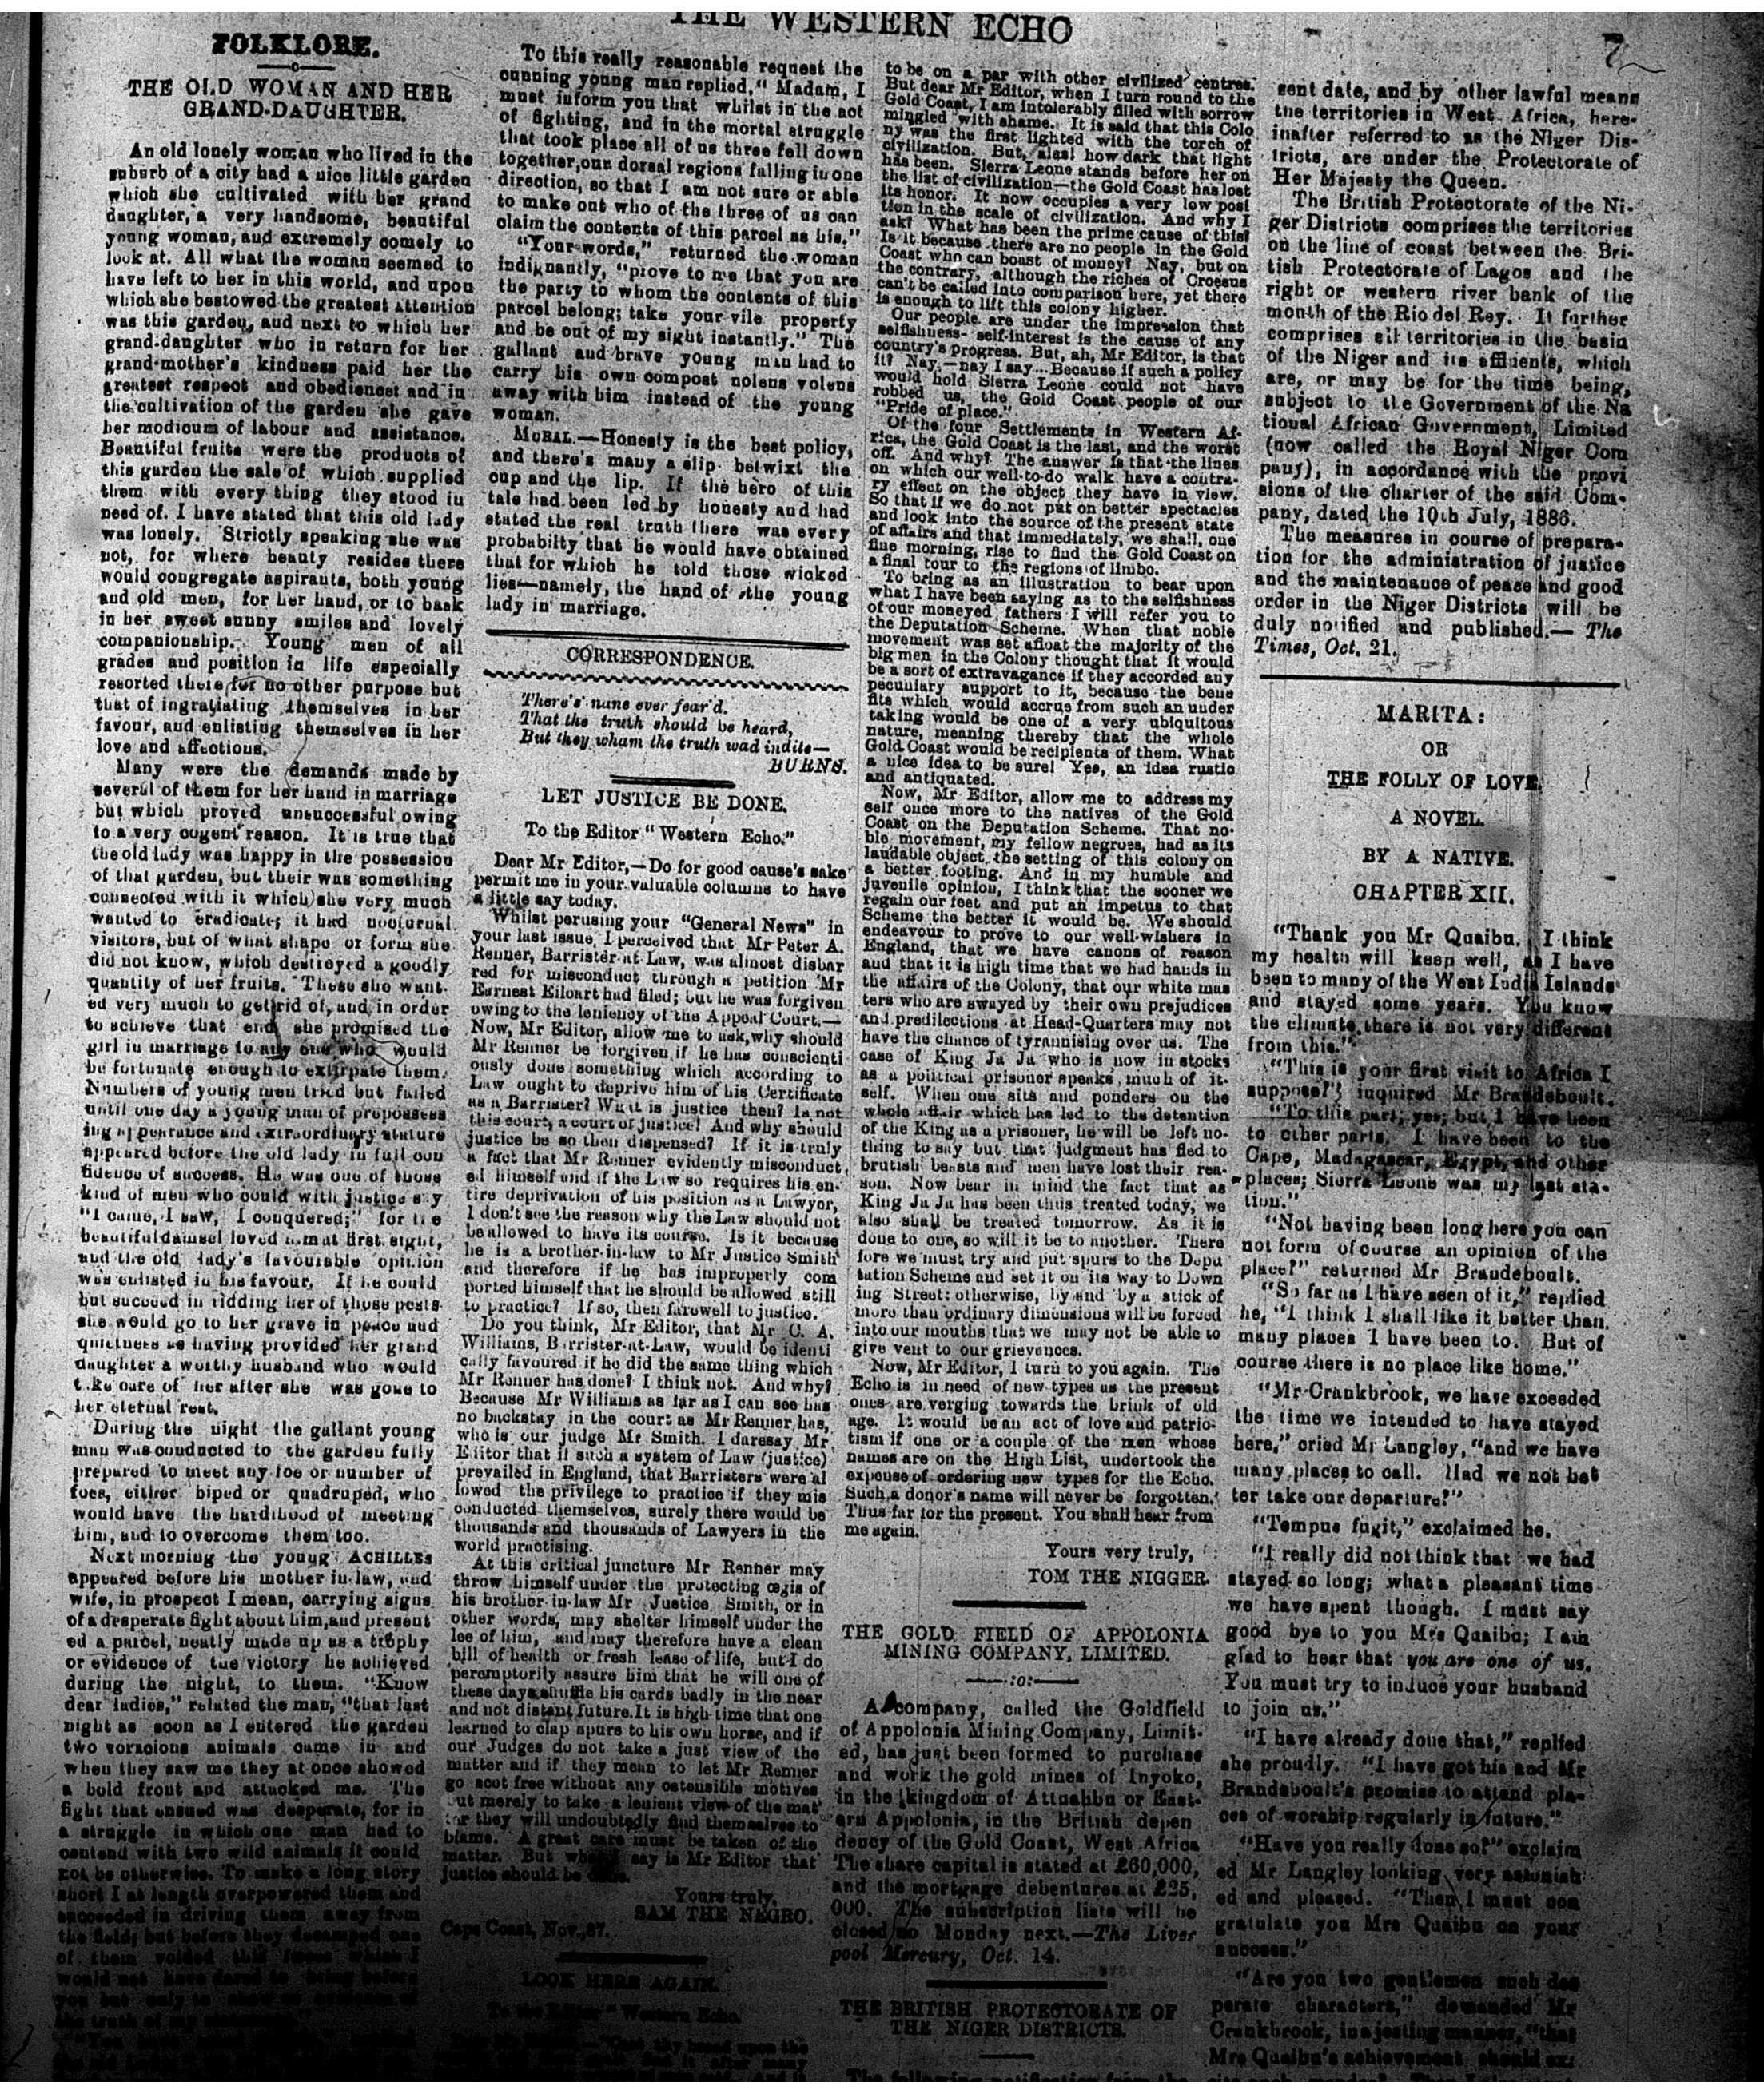 THE WESTERN ECHO
7
FOLKLORE.
THE OLD WOMAN AND HER
GRAND-DAUGHTER.
An old lonely woman who lived in the
suburb of a city had a nice little garden
which she cultivated with her grand
daughter, a very handsome, beautiful
young woman, and extremely comely to
look at. All what the woman seemed to
have left to her in this world, and upon
which she bestowed the greatest attention
was this garden, and next to which her
grand-daughter who in return for her
grand-mother's kindness paid her the
greatest respect and obedience: and in
the cultivation of the garden she gave
her modicum of labour and assistance.
Beautiful fruits were the products of
this garden the sale of which supplied
them with every thing they stood in
need of. I have stated that this old lady
was lonely. Strictly speaking she was
not, for where beauty resides there
would congregate aspirants, both young
and old men, for her hand, or to bask
in her sweet sunny smiles and lovely
companionship. Young men of all
grades and position in life especially
resorted there for no other purpose but
that of ingratiating themselves in her
favour, and enlisting themselves in her
love and affections.
Many were the demands made by
several of them for her hand in marriage
but which proved unsuccessful owing
to a very cogent reason. It is true that
the old lady was happy in the possession
of that garden, but their was something
connected with it which she very much
wanted to eradicate; it had nocturnal
visitors, but of what shape or form she
did not know, which destroyed a goodly
quantity of her fruits. These she want-
ed very much to get rid of, and in order
to achieve that end she promised the
girl in marriage to any one who would
be fortunate enough to extirpate them.
Numbers of young men tried but failed
until one day a young man of prepossess
ing appearance and extraordinary stature
appeared before the old lady in full con
fidence of success. He was one of those
kind of men who could with justice say
"I came, I saw, I conquered;" for the
beautiful damsel loved him at first sight,
and the old lady's favourable opinion
was enlisted in his favour. If he could
but succeed in ridding her of those pests
she would go to her grave in peace and
quietness as having provided her grand
daughter a worthy husband who would
take care of her after she was gone to
her eternal rest.
During the night the gallant young
man was conducted to the garden fully
prepared to meet any foe or number of
foes, either biped or quadruped, who
would have the hardihood of meeting
him, and to overcome them too.
Next morning the young ACHILLES
appeared before his mother in-law, and
wife, in prospect I mean, carrying signs
of a desperate fight about him, and present
ed a parcel, neatly made up as a trophy
or evidence of the victory he achieved
during the night, to them. "Know
dear ladies," related the man, "that last
night as soon as I entered the garden
two voracious animals came in and
when they saw me they at once showed
a bold front and attacked me. The
fight that ensued was desperate, for in
a struggle in which one man had to
contend with two wild animals it could
not be otherwise. To make a long story
short I at length overpowered them and
succeeded in driving them away from
the field; but before they decamped one
of them voided this which I
would not have dared to bring before
you but only to
To this really reasonable request the
cunning young man replied, "Madam, I
must inform you that whilst in the act
of fighting, and in the mortal struggle
that took place all of us three fell down
together, our dorsal regions falling in one
direction, so that I am not sure or able
to make out who of the three of us can
claim the contents of this parcel as his."
"Your words," returned the woman
indignantly, "prove to me that you are
the party to whom the contents of this
parcel belong; take your vile property
and be out of my sight instantly." The
gallant and brave young man had to
carry his own compost nolens volens
away with him instead of the young
woman.
MORAL.—Honesty is the best policy,
and there's many a slip betwixt the
cup and the lip. If the hero of this
tale had been led by honesty and had
stated the real truth there was every
probabilty that he would have obtained
that for which he told those wicked
lies—namely, the hand of the young
lady in marriage.
CORRESPONDENCE.
There's nane ever fear'd.
That the truth should be heard,
But they wham the truth wad indite—
BURNS.
LET JUSTICE BE DONE.
To the Editor "Western Echo."
Dear Mr Editor,—Do for good cause's sake
permit me in your valuable columns to have
a little say today.
Whilst perusing your "General News" in
your last issue, I perceived that Mr Peter A.
Renner, Barrister-at-Law, was almost disbar
red for misconduct through a petition Mr
Earnest Eiloart had filed; but he was forgiven
owing to the leniency of the Appeal Court.—
Now, Mr Editor, allow me to ask, why should
Mr Renner be forgiven if he has conscienti
ously done something which according to
Law ought to deprive him of his Certificate
as a Barrister? What is justice then? Is not
this court, a court of justice? And why should
justice be so then dispensed? If it is truly
a fact that Mr Renner evidently misconduct
ed himself and if the Law so requires his en-
tire deprivation of his position as a Lawyor,
I don't see the reason why the Law should not
be allowed to have its course. Is it because
he is a brother-in-law to Mr Justice Smith
and therefore if he has improperly com
ported himself that he should be allowed still
to practice? If so, then farewell to justice.
Do you think, Mr Editor, that Mr C. A.
Williams, Barrister-at-Law, would be identi
cally favoured if he did the same thing which
Mr Renner has done? I think not. And why?
Because Mr Williams as far as I can see has
no backstay in the court as Mr Renner, has,
who is our judge Mr Smith. I daresay Mr
Editor that if such a system of Law (justice)
prevailed in England, that Barristers were al
lowed the privilege to practice if they mis
conducted themselves, surely there would be
thousands and thousands of Lawyers in the
world practising.
At this critical juncture Mr Renner may
throw himself under the protecting ægis of
his brother-in-law Mr Justice Smith, or in
other words, may shelter himself under the
lee of him, and may therefore have a clean
bill of health or fresh lease of life, but I do
peremptorily assure him that he will one of
these days shuffle his cards badly in the near
and not distant future. It is high time that one
learned to clap spurs to his own horse, and if
our Judges do not take a just view of the
matter and if they mean to let Mr Renner
go scot free without any ostensible motives
but merely to take a lenient view of the mat
ter they will undoubtedly find themselves to
blame. A great care must be taken of the
matter. But what I say is Mr Editor that
justice should be done.
Yours truly,
SAM THE NEGRO.
Cape Coast, Nov., 87.
LOOK HERE AGAIN.
To the Editor "Western Echo.
to be on a par with other civilized centres.
But dear Mr Editor, when I turn round to the
Gold Coast, I am intolerably filled with sorrow
mingled with shame. It is said that this Colo
ny was the first lighted with the torch of
civilization. But, alas! how dark that light
has been. Sierra Leone stands before her on
the list of civilization—the Gold Coast has lost
its honor. It now occupies a very low posi
tion in the scale of civilization. And why I
ask? What has been the prime cause of this?
Is it because there are no people in the Gold
Coast who can boast of money? Nay, but on
the contrary, although the riches of Croesus
can't be called into comparison here, yet there
is enough to lift this colony higher.
Our people are under the impression that
selfishness- self-interest is the cause of any
country's progress. But, ah, Mr Editor, is that
it? Nay,—nay I say... Because if such a policy
would hold Sierra Leone could not have
robbed us, the Gold Coast people of our
"Pride of place."
Of the four Settlements in Western Af-
rica, the Gold Coast is the last, and the worst
off. And why? The answer is that the lines
on which our well-to-do walk have a contra-
ry effect on the object they have in view.
So that if we do not put on better spectacles
and look into the source of the present state
of affairs and that immediately, we shall, one
fine morning, rise to find the Gold Coast on
a final tour to the regions of limbo.
To bring as an illustration to bear upon
what I have been saying as to the selfishness
of our moneyed fathers I will refer you to
the Deputation Scheme. When that noble
movement was set afloat the majority of the
big men in the Colony thought that it would
be a sort of extravagance if they accorded any
pecuniary support to it, because the bene
fits which would accrue from such an under
taking would be one of a very ubiquitous
nature, meaning thereby that the whole
Gold Coast would be recipients of them. What
a nice idea to be sure! Yes, an idea rustic
and antiquated.
Now, Mr Editor, allow me to address my
self once more to the natives of the Gold
Coast on the Deputation Scheme. That no-
ble movement, my fellow negroes, had as its
laudable object the setting of this colony on
a better footing. And in my humble and
juvenile opinion, I think that the sooner we
regain our feet and put an impetus to that
Scheme the better it would be. We should
endeavour to prove to our well-wishers in
England, that we have canons of reason
and that it is high time that we had hands in
the affairs of the Colony, that our white mas
ters who are swayed by their own prejudices
and predilections at Head-Quarters may not
have the chance of tyrannising over us. The
case of King Ja Ja who is now in stocks
as a political prisoner speaks much of it-
self. When one sits and ponders on the
whole affair which has led to the detention
of the King as a prisoner, he will be left no-
thing to say but that judgment has fled to
brutish beasts and men have lost their rea-
son. Now bear in mind the fact that as
King Ja Ja has been thus treated today, we
also shall be treated tomorrow. As it is
done to one, so will it be to another. There
fore we must try and put spurs to the Depu
tation Scheme and set it on its way to Down
ing Street: otherwise, by and by a stick of
more than ordinary dimensions will be forced
into our mouths that we may not be able to
give vent to our grievances.
Now, Mr Editor, I turn to you again. The
Echo is in need of new types as the present
ones are verging towards the brink of old
age. It would be an act of love and patrio-
tism if one or a couple of the men whose
names are on the High List, undertook the
expense of ordering new types for the Echo.
Such a donor's name will never be forgotten.
Thus far for the present. You shall hear from
me again.
Yours very truly,
TOM THE NIGGER.
THE GOLD FIELD OF APPOLONIA
MINING COMPANY, LIMITED.
:o:
A company, called the Goldfield
of Appolonia Mining Company, Limit-
ed, has just been formed to purchase
and work the gold mines of Inyoko,
in the kingdom of Attuahbu or East-
ern Appolonia, in the British depen
dency of the Gold Coast, West Africa
The share capital is stated at £60,000,
and the mortgage debentures at £25,
000. The subscription lists will be
closed on Monday next.—The Liver
pool Mercury, Oct. 14.
THE BRITISH PROTECTORATE OF
THE NIGER DISTRICTS.
The following notification from the
sent date, and by other lawful means
the territories in West Africa, here-
inafter referred to as the Niger Dis-
tricts, are under the Protectorate of
Her Majesty the Queen.
The British Protectorate of the Ni-
ger Districts comprises the territories
on the line of coast between the Bri-
tish Protectorate of Lagos and the
right or western river bank of the
month of the Rio del Rey. It further
comprises all territories in the basin
of the Niger and its affluents, which
are, or may be for the time being,
subject to the Government of the Na
tional African Government, Limited
(now called the Royal Niger Com
pany), in accordance with the provi
sions of the charter of the said Com-
pany, dated the 10th July, 1886.
The measures in course of prepara-
tion for the administration of justice
and the maintenance of peace and good
order in the Niger Districts will be
duly notified and published.— The
Times, Oct. 21.
MARITA:
OR
THE FOLLY OF LOVE.
A NOVEL.
BY A NATIVE.
CHAPTER XII.
"Thank you Mr Quaibu. I think
my health will keep well, as I have
been to many of the West India Islands
and stayed some years. You know
the climate there is not very different
from this."
"This is your first visit to Africa I
suppose?" inquired Mr Brandeboult.
"To this part, yes; but I have been
to other parts. I have been to the
Cape, Madagascar, Egypt, and other
places; Sierra Leone was my last sta-
tion."
"Not having been long here you can
not form of course an opinion of the
place?" returned Mr Brandeboult.
"So far as I have seen of it," replied
he, "I think I shall like it better than
many places I have been to. But of
course there is no place like home."
"Mr Crankbrook, we have exceeded
the time we intended to have stayed
here," cried Mr Langley, "and we have
many places to call. Had we not bet
ter take our departure?"
"Tempus fugit," exclaimed he.
"I really did not think that we had
stayed so long; what a pleasant time
we have spent though. I must say
good bye to you Mrs Quaibu; I am
glad to hear that you are one of us.
You must try to induce your husband
to join us."
"I have already done that," replied
she proudly. "I have got his and Mr
Brandeboult's promise to attend pla-
ces of worship regularly in future."
"Have you really done so?" exclaim
ed Mr Langley looking very astonish
ed and pleased. "Then I must con
gratulate you Mrs Quaibu on your
success."
"Are you two gentlemen such des
perate characters," demanded Mr
Crankbrook, in a jesting manner, "that
Mrs Quaibu's achievement should ex: